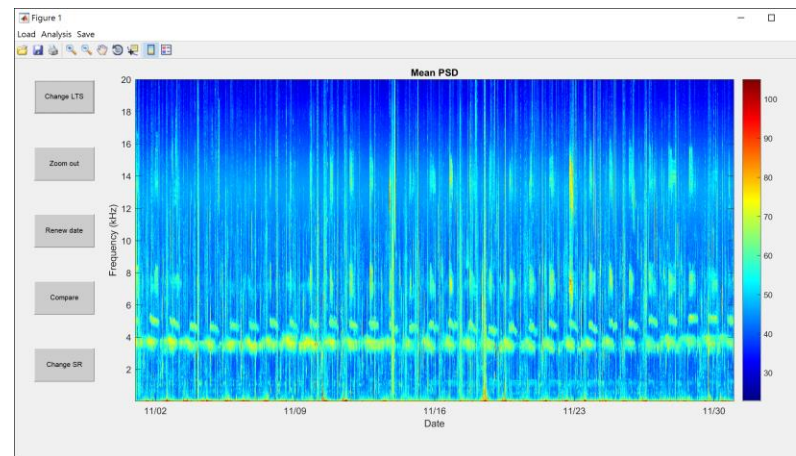 Figure 1
Load Analysis Save
Mean PSD
Change LTS
Zoom out
Renew date
Compare
Change SR
Frequency (kHz)
20
18
16
14
12
10
8
6
4
2
11/02 11/09 11/16 11/23 11/30
Date
100
90
80
70
60
50
40
30